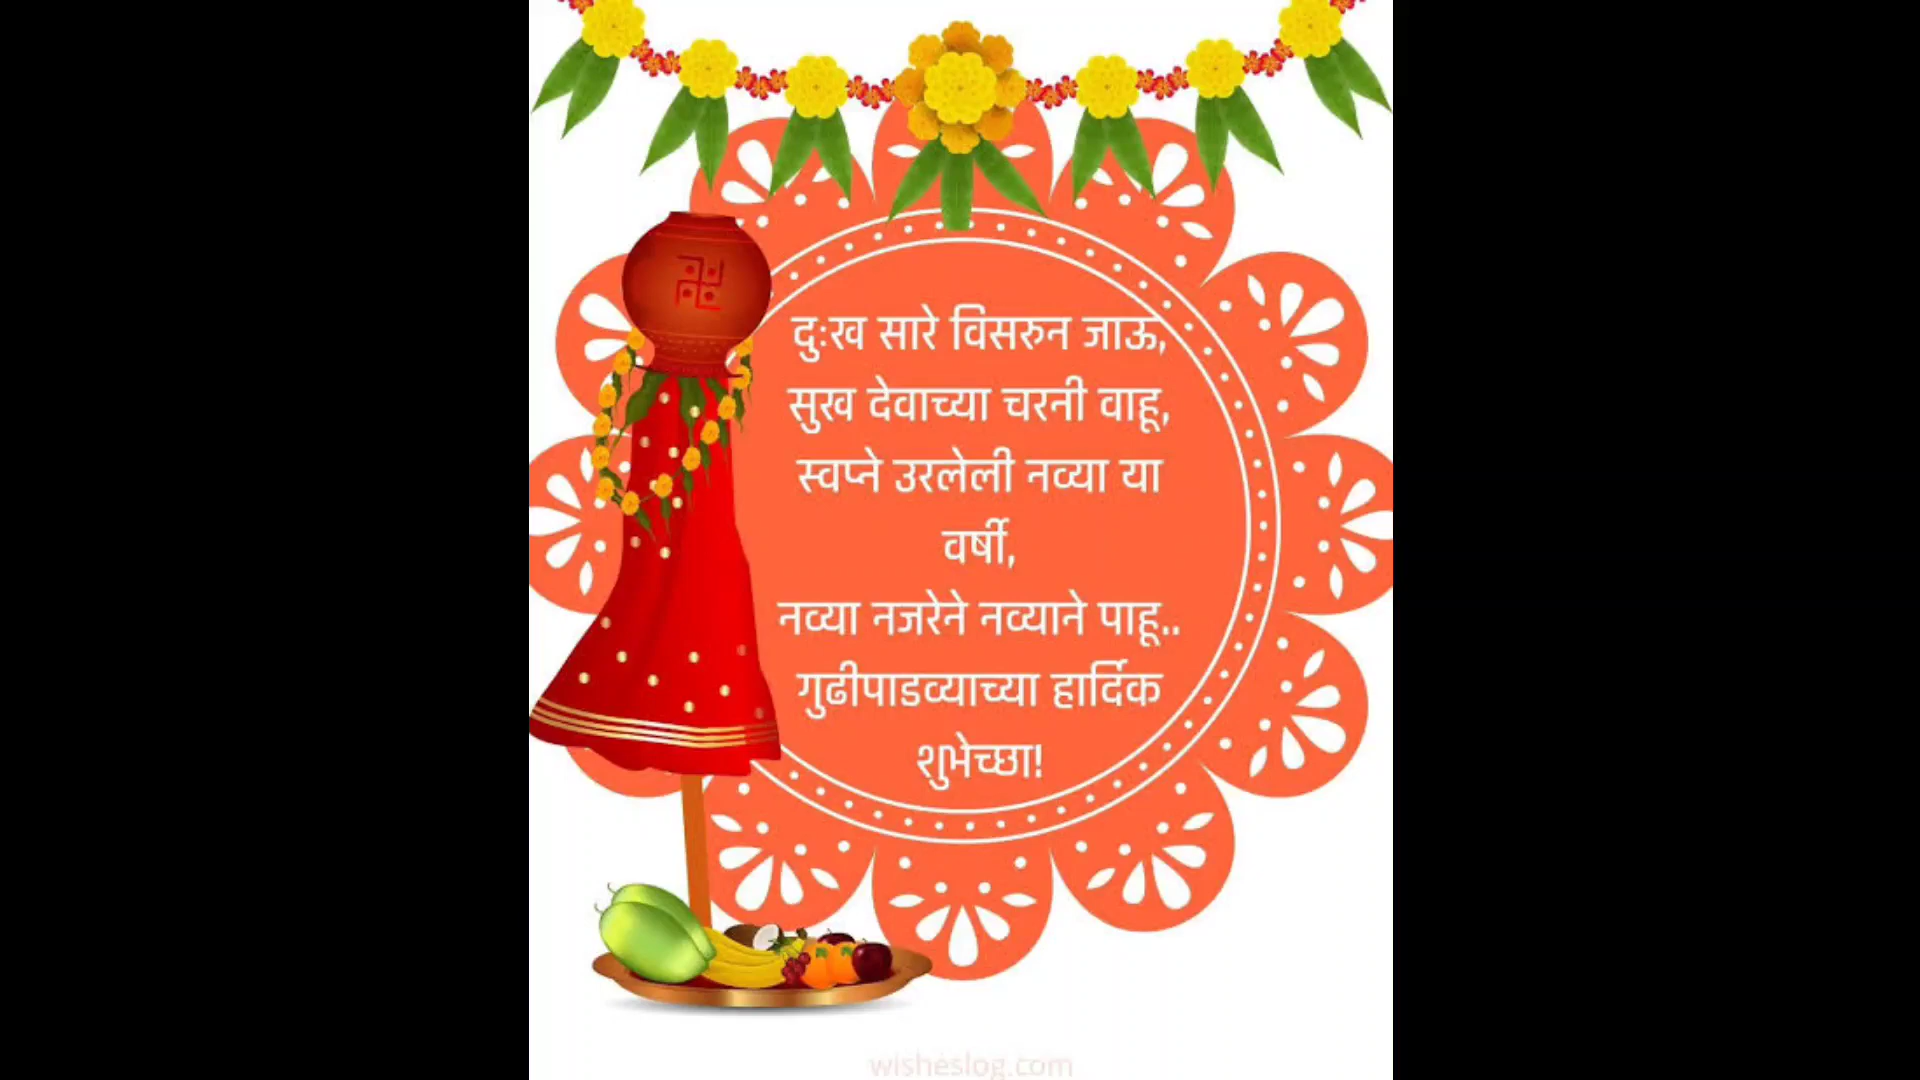 दुःख सारे विसरुन जाऊ,
सुख देवाच्या चरनी वाहू,
स्वप्ने उरलेली नव्या या
वर्षी,
नव्या नजरेने नव्याने पाहू..
गुढीपाडव्याच्या हार्दिक
शुभेच्छा!
wisheslog.com